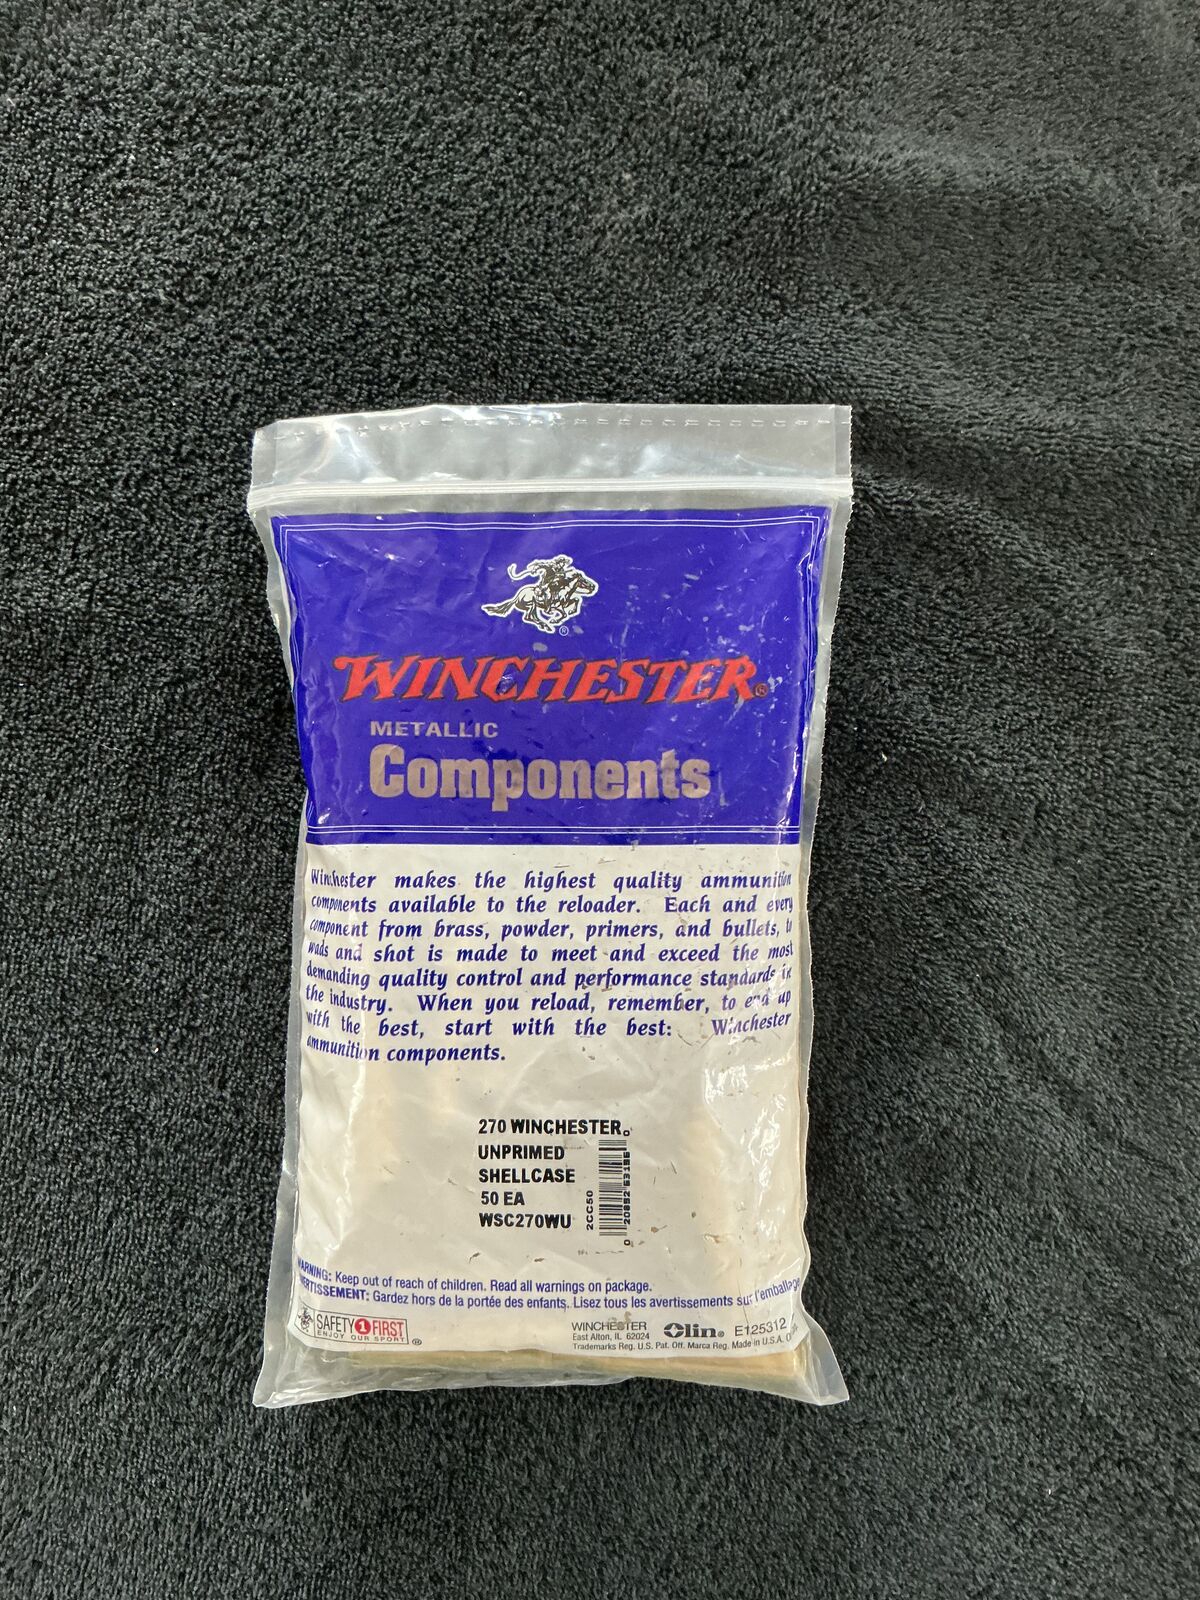 WINCHESTER®
METALLIC
Components
Winchester makes the highest quality ammunition
components available to the reloader. Each and every
component from brass, powder, primers, and bullets, to
wads and shot is made to meet and exceed the most
demanding quality control and performance standards in
the industry. When you reload, remember, to end up
with the best, start with the best: Winchester
ammunition components.
270 WINCHESTER
UNPRIMED
SHELLCASE
50 EA
WSC270WU
2CC50
0 20892 63195
WARNING: Keep out of reach of children. Read all warnings on package.
AVERTISSEMENT: Gardez hors de la portée des enfants. Lisez tous les avertissements sur l'emballage
SAFETY 1 FIRST
ENJOY OUR SPORT ®
WINCHESTER
East Alton, IL 62024
Olin® E125312
Trademarks Reg. U.S. Pat. Off. Marca Reg. Made in U.S.A.